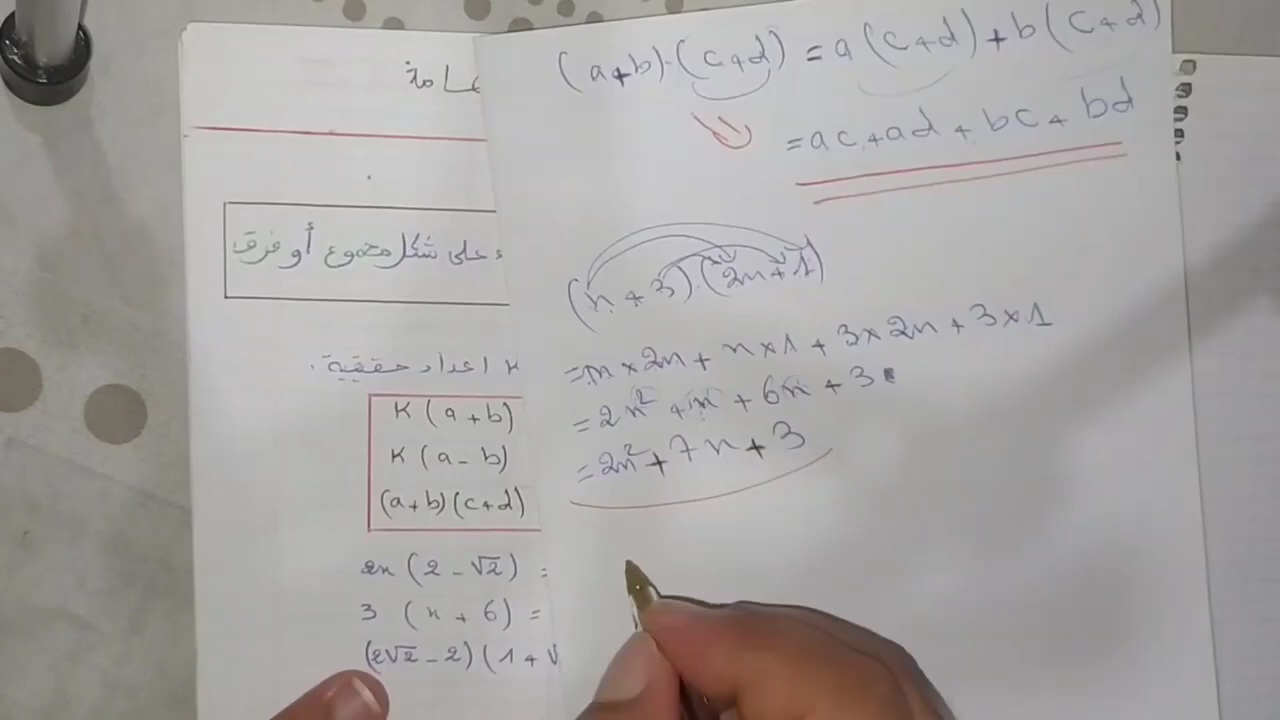 (a+b)·(c+d) = a(c+d)+b(c+d)
= ac+ad+bc+bd
(x+3)·(2x+1)
= x×2x + x×1 + 3×2x + 3×1
= 2x² + x + 6x + 3
= 2x² + 7x + 3
على شكل مجموع أو فرق
K اعداد حقيقية .
K (a+b)
K (a-b)
(a+b)(c+d)
2x (2-√2) =
3 (x+6) =
(2√2-2)(1+√